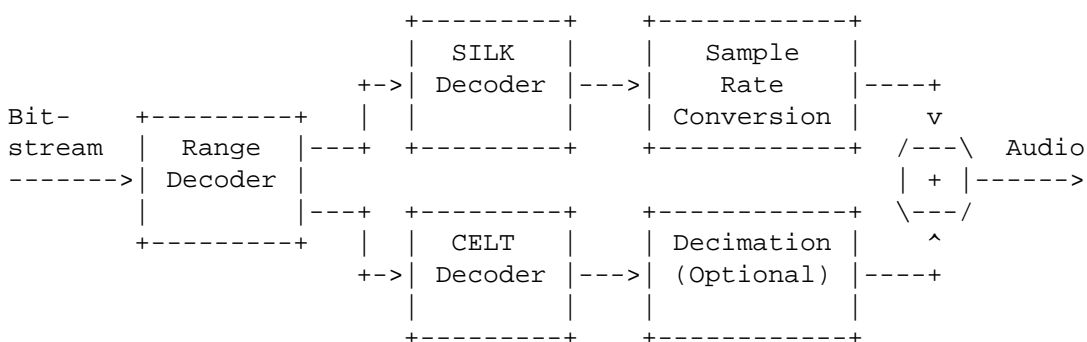 +---------+    +------------+
|  SILK   |    |   Sample   |
+->| Decoder |--->|    Rate    |----+
Bit-    +---------+   |  |         |    | Conversion |    v
stream  |  Range  |---+  +---------+    +------------+  /---\  Audio
------->| Decoder |                                     | + |------>
|         |---+  +---------+    +------------+  \---/
+---------+   |  |  CELT   |    | Decimation |    ^
+->| Decoder |--->| (Optional) |----+
|         |    |            |
+---------+    +------------+